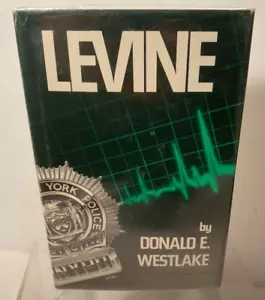 LEVINE
by
DONALD E.
WESTLAKE
YORK
POLICE